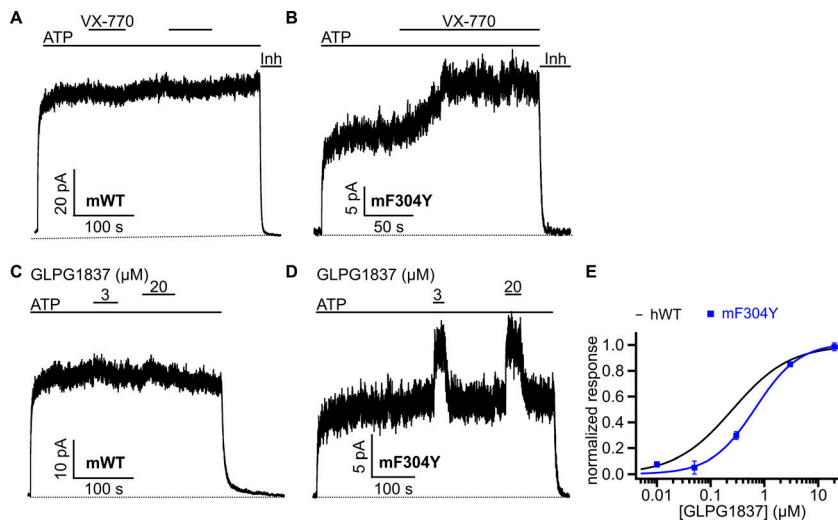 A
VX-770
ATP
Inh
20 pA
mWT
100 s
B
VX-770
ATP
Inh
5 pA
mF304Y
50 s
C
GLPG1837 (μM)
3
20
ATP
10 pA
mWT
100 s
D
GLPG1837 (μM)
3
20
ATP
5 pA
mF304Y
100 s
E
hWT
mF304Y
normalized response
1.0
0.8
0.6
0.4
0.2
0.0
0.01
0.1
1
10
[GLPG1837] (μM)